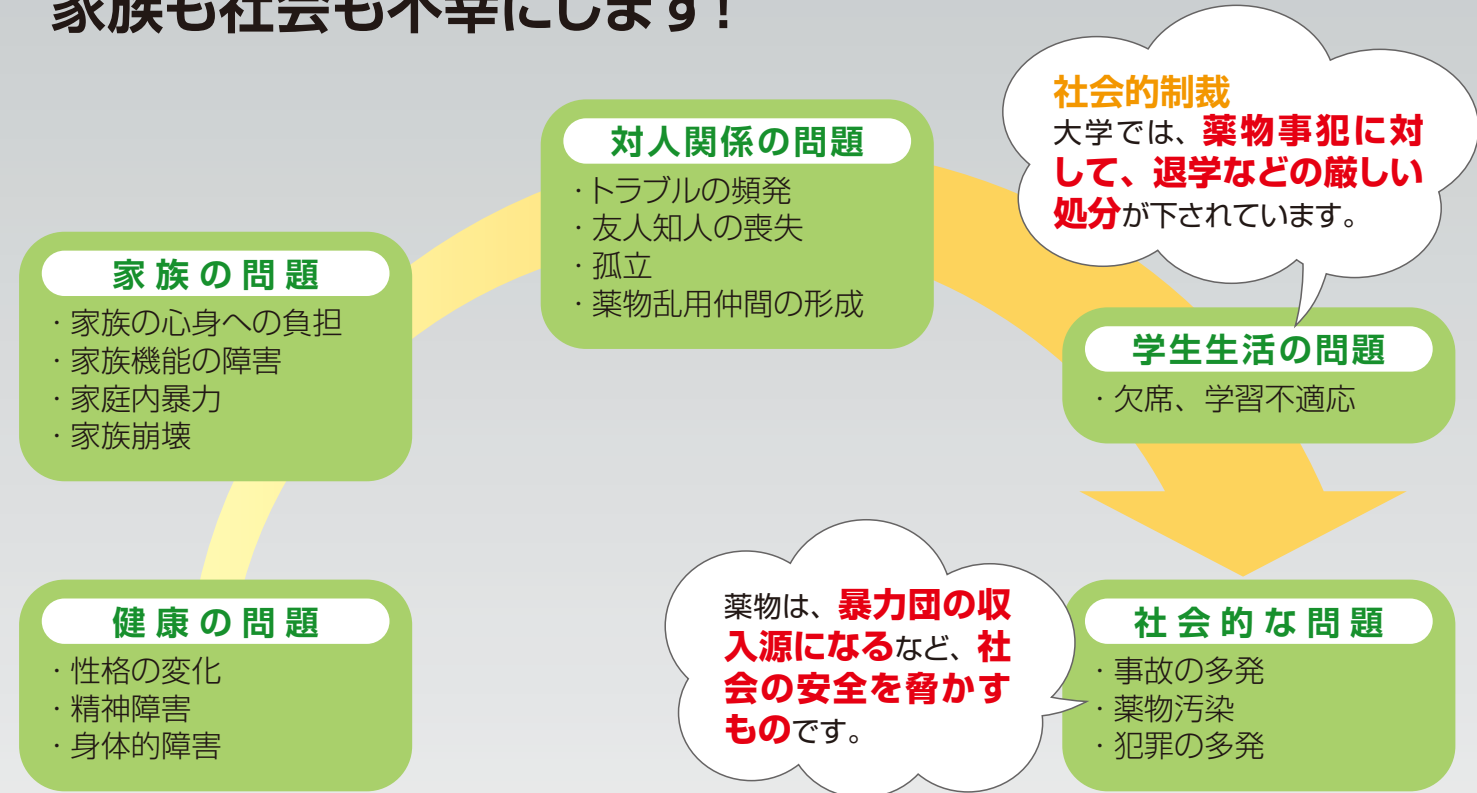 家族も社会も不幸にします!
社会的制裁
大学では、薬物事犯に対
して、退学などの厳しい
処分が下されています。
対人関係の問題
・トラブルの頻発
・友人知人の喪失
・孤立
・薬物乱用仲間の形成
家族の問題
・家族の心身への負担
・家族機能の障害
・家庭内暴力
・家族崩壊
学生生活の問題
・欠席、学習不適応
健康の問題
・性格の変化
・精神障害
・身体的障害
薬物は、暴力団の収
入源になるなど、社
会の安全を脅かす
ものです。
社会的な問題
・事故の多発
・薬物汚染
・犯罪の多発